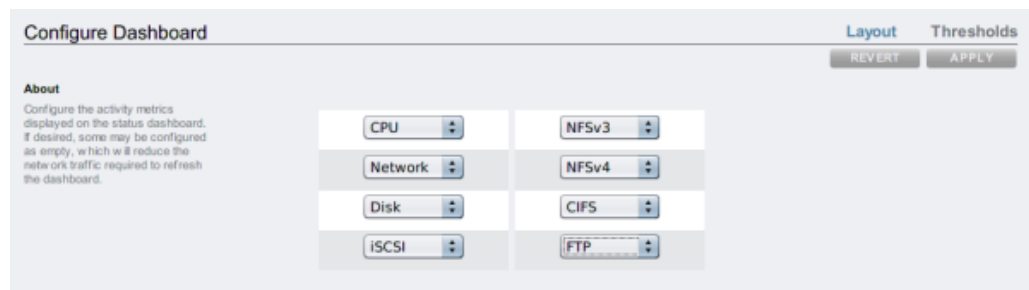 Configure Dashboard
Layout Thresholds
REVERT APPLY
About
Configure the activity metrics
displayed on the status dashboard.
If desired, some may be configured
as empty, which will reduce the
network traffic required to refresh
the dashboard.
CPU NFSv3
Network NFSv4
Disk CIFS
iSCSI FTP